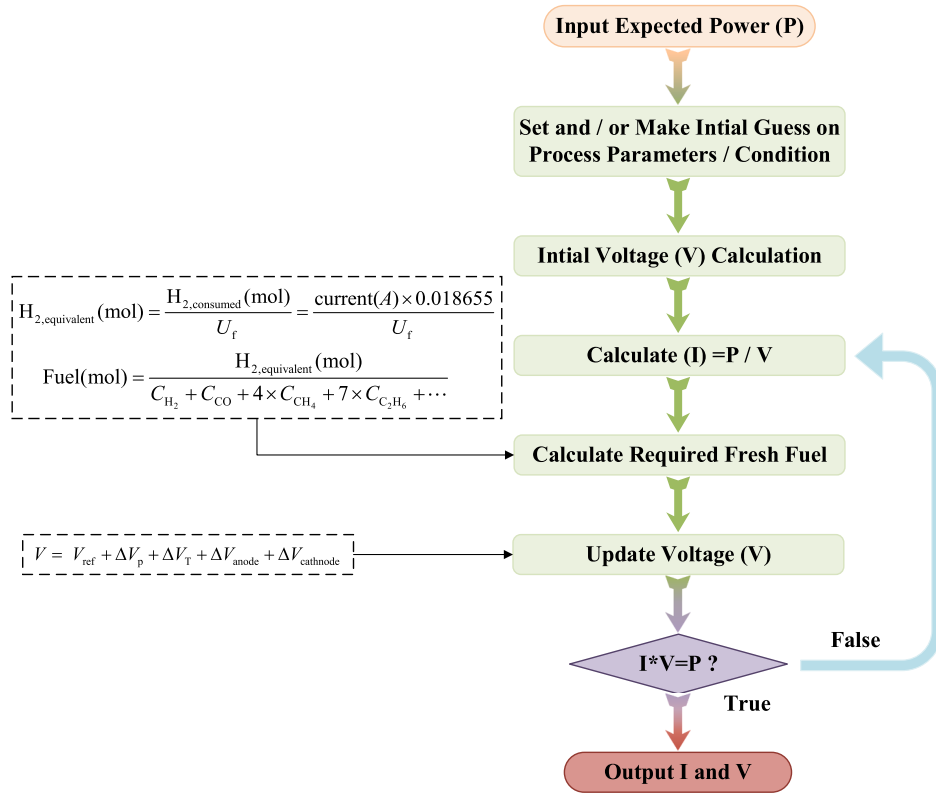 Input Expected Power (P)
Set and / or Make Intial Guess on
Process Parameters / Condition
Intial Voltage (V) Calculation
H2,equivalent(mol) = H2,consumed(mol) / Uf = current(A)×0.018655 / Uf
Fuel(mol) = H2,equivalent(mol) / CH2 + CCO + 4×CCH4 + 7×CC2H6 + ⋯
Calculate (I) =P / V
Calculate Required Fresh Fuel
V = Vref + ΔVp + ΔVT + ΔVanode + ΔVcathnode
Update Voltage (V)
I*V=P ?
False
True
Output I and V